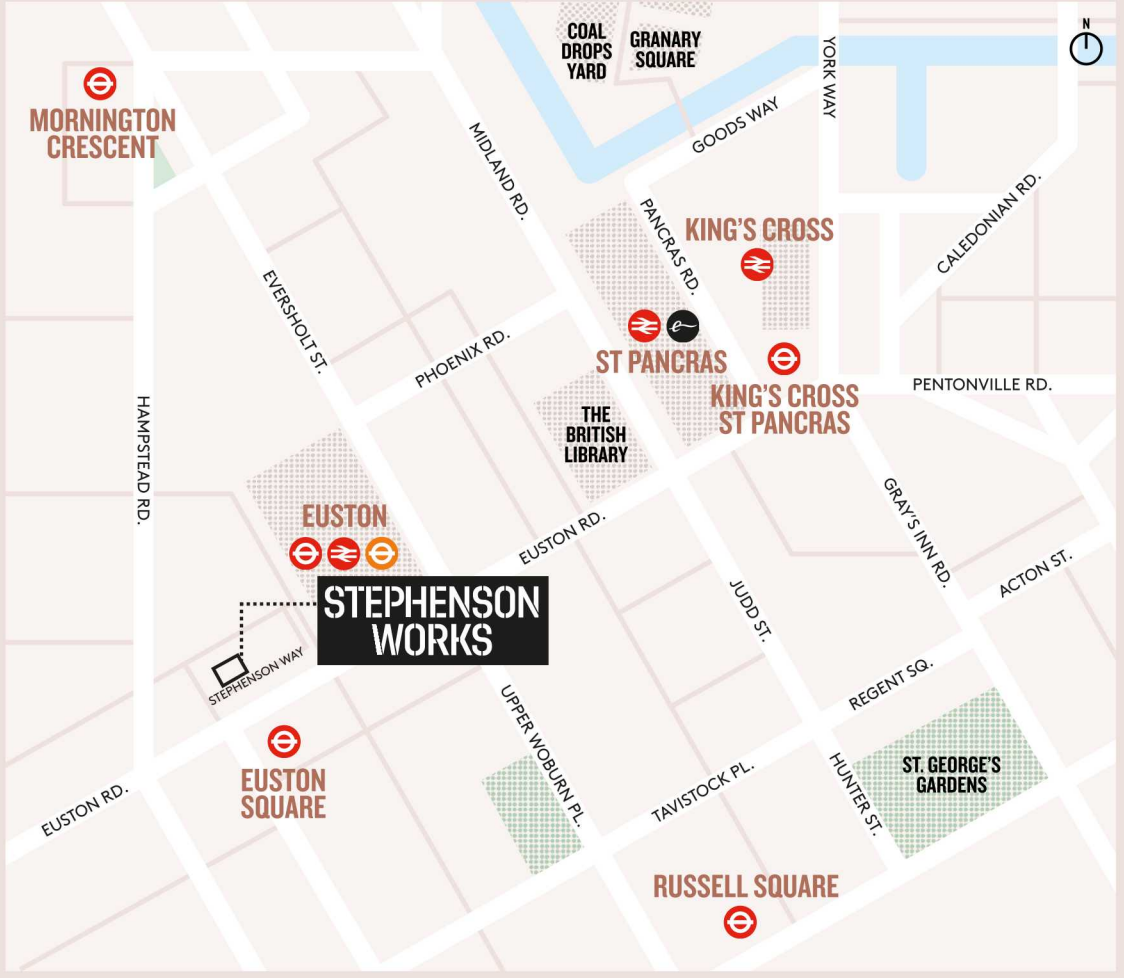 N
COAL
DROPS
YARD
GRANARY
SQUARE
YORK WAY
MORNINGTON
CRESCENT
MIDLAND RD.
GOODS WAY
PANCRAS RD.
KING'S CROSS
CALEDONIAN RD.
EVERSHOLT ST.
PHOENIX RD.
ST PANCRAS
KING'S CROSS
ST PANCRAS
PENTONVILLE RD.
HAMPSTEAD RD.
THE
BRITISH
LIBRARY
EUSTON
EUSTON RD.
GRAY'S INN RD.
ACTON ST.
STEPHENSON
WORKS
JUDD ST.
STEPHENSON WAY
REGENT SQ.
UPPER WOBURN PL.
EUSTON
SQUARE
EUSTON RD.
TAVISTOCK PL.
HUNTER ST.
ST. GEORGE'S
GARDENS
RUSSELL SQUARE